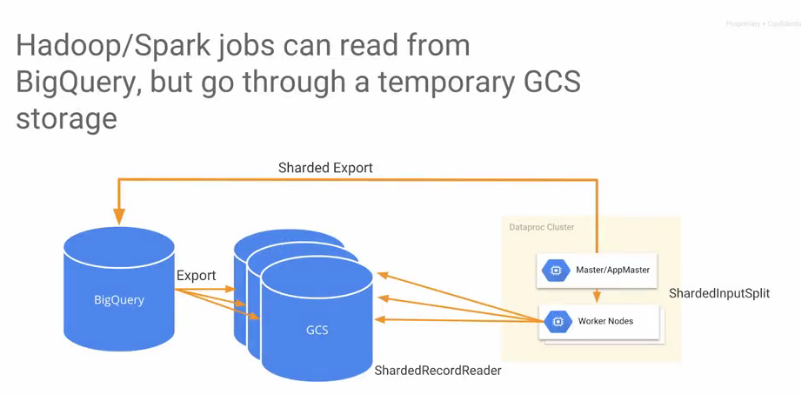 Proprietary + Confidential
Hadoop/Spark jobs can read from
BigQuery, but go through a temporary GCS
storage
Sharded Export
Dataproc Cluster
Master/AppMaster
Export
BigQuery
ShardedInputSplit
Worker Nodes
GCS
ShardedRecordReader